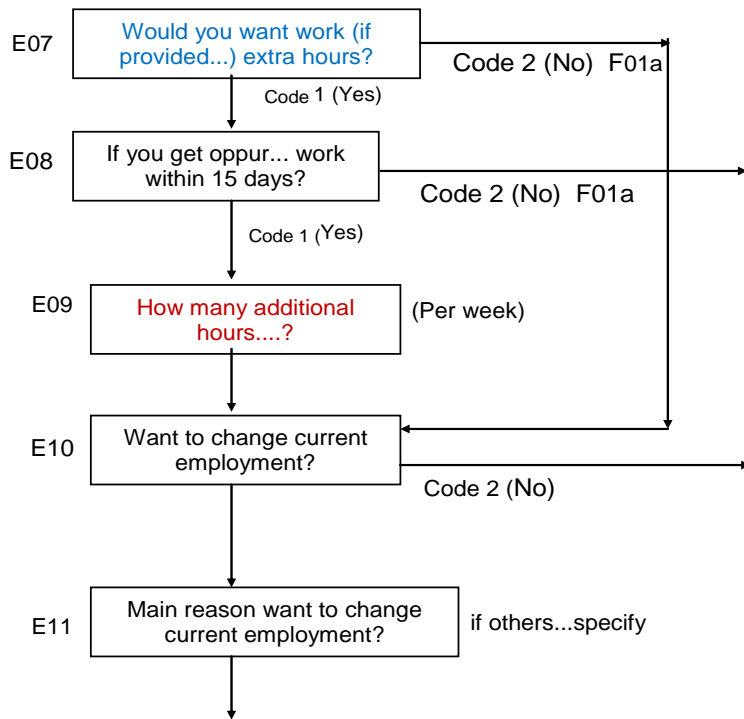 E07
Would you want work (if
provided...) extra hours?
Code 2 (No) F01a
Code 1 (Yes)
E08
If you get oppur... work
within 15 days?
Code 2 (No) F01a
Code 1 (Yes)
E09
How many additional
hours....?
(Per week)
E10
Want to change current
employment?
Code 2 (No)
E11
Main reason want to change
current employment?
if others...specify